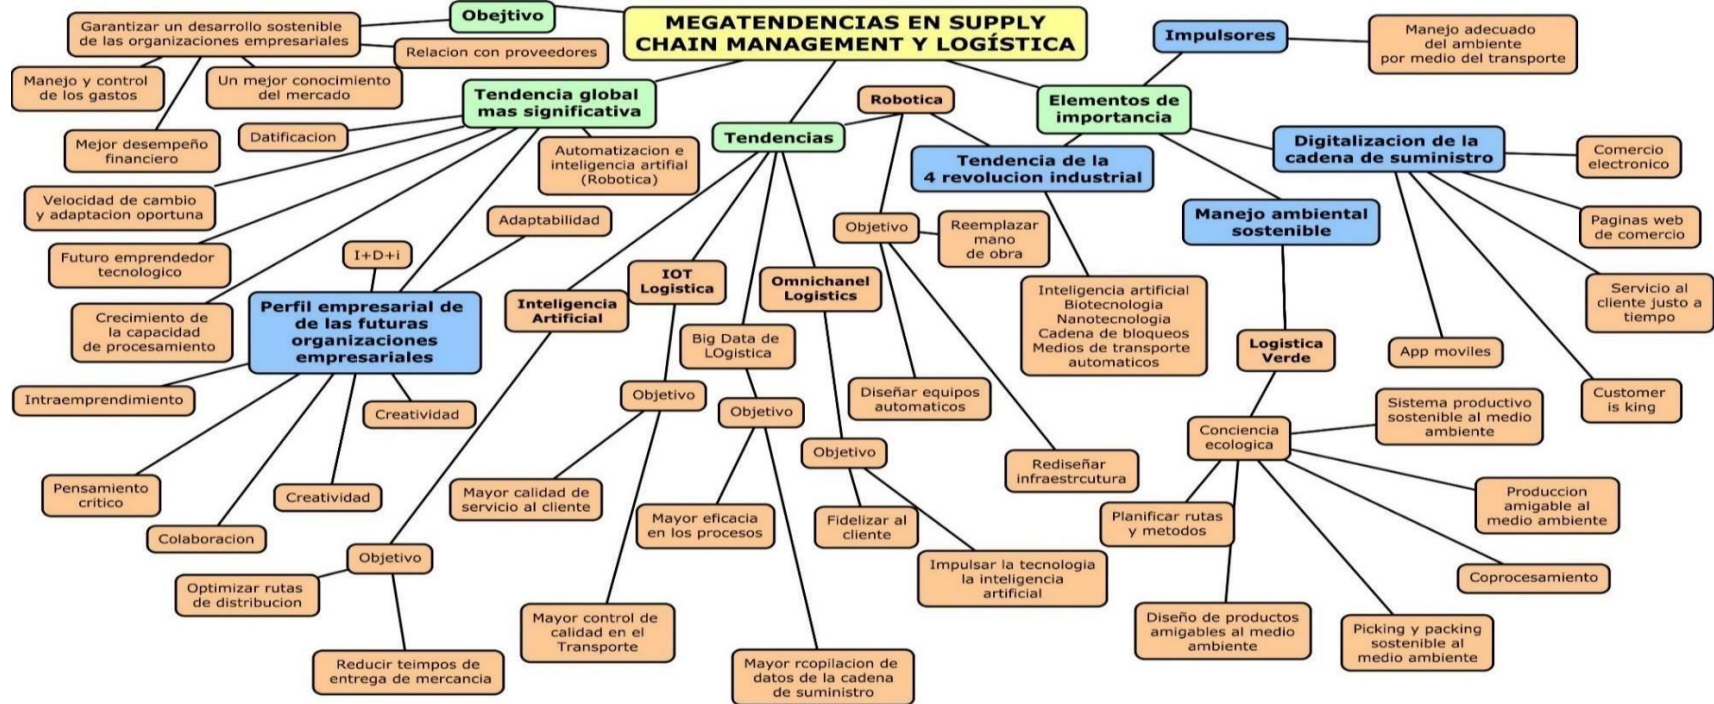 MEGATENDENCIAS EN SUPPLY
CHAIN MANAGEMENT Y LOGÍSTICA
Obejtivo
Garantizar un desarrollo sostenible
de las organizaciones empresariales
Relacion con proveedores
Manejo y control
de los gastos
Un mejor conocimiento
del mercado
Mejor desempeño
financiero
Tendencia global
mas significativa
Datificacion
Automatizacion e
inteligencia artifial
(Robotica)
Velocidad de cambio
y adaptacion oportuna
Futuro emprendedor
tecnologico
Crecimiento de
la capacidad
de procesamiento
Adaptabilidad
I+D+i
Perfil empresarial de
de las futuras
organizaciones
empresariales
Intraemprendimiento
Creatividad
Pensamiento
critico
Creatividad
Colaboracion
Tendencias
Robotica
Objetivo
Reemplazar
mano
de obra
Diseñar equipos
automaticos
Rediseñar
infraestrcutura
Inteligencia
Artificial
Objetivo
Optimizar rutas
de distribucion
Reducir teimpos de
entrega de mercancia
IOT
Logistica
Objetivo
Mayor calidad de
servicio al cliente
Mayor control de
calidad en el
Transporte
Big Data de
LOgistica
Objetivo
Mayor eficacia
en los procesos
Mayor rcopilacion de
datos de la cadena
de suministro
Omnichanel
Logistics
Objetivo
Fidelizar al
cliente
Impulsar la tecnologia
la inteligencia
artificial
Elementos de
importancia
Impulsores
Manejo adecuado
del ambiente
por medio del transporte
Tendencia de la
4 revolucion industrial
Inteligencia artificial
Biotecnologia
Nanotecnologia
Cadena de bloqueos
Medios de transporte
automaticos
Digitalizacion de la
cadena de suministro
Comercio
electronico
Paginas web
de comercio
Servicio al
cliente justo a
tiempo
App moviles
Customer
is king
Manejo ambiental
sostenible
Logistica
Verde
Conciencia
ecologica
Sistema productivo
sostenible al medio
ambiente
Produccion
amigable al
medio ambiente
Coprocesamiento
Planificar rutas
y metodos
Diseño de productos
amigables al medio
ambiente
Picking y packing
sostenible al
medio ambiente